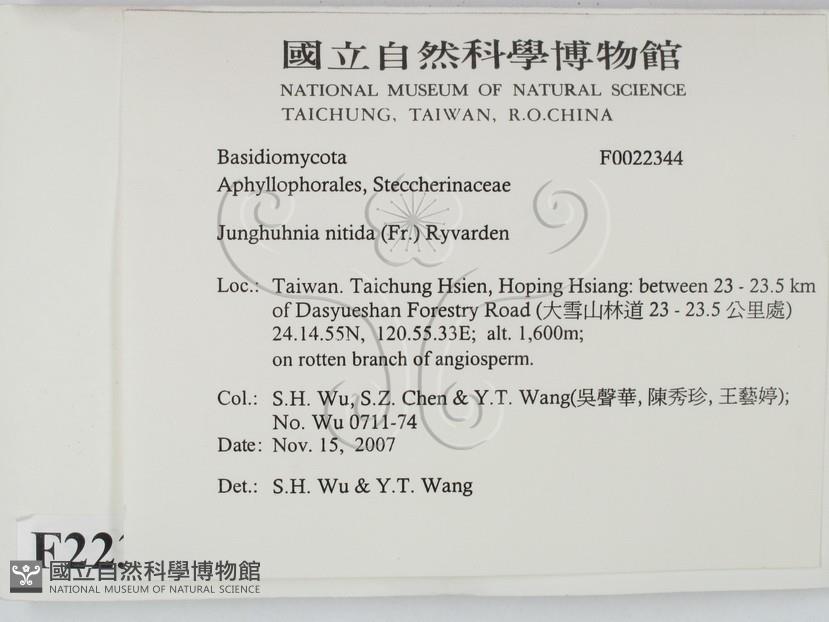 國立自然科學博物館
NATIONAL MUSEUM OF NATURAL SCIENCE
TAICHUNG, TAIWAN, R.O.CHINA
Basidiomycota F0022344
Aphyllophorales, Steccherinaceae
Junghuhnia nitida (Fr.) Ryvarden
Loc.: Taiwan. Taichung Hsien, Hoping Hsiang: between 23 - 23.5 km
of Dasyueshan Forestry Road (大雪山林道 23 - 23.5 公里處)
24.14.55N, 120.55.33E; alt. 1,600m;
on rotten branch of angiosperm.
Col.: S.H. Wu, S.Z. Chen & Y.T. Wang(吳聲華, 陳秀珍, 王藝婷);
No. Wu 0711-74
Date: Nov. 15, 2007
Det.: S.H. Wu & Y.T. Wang
F22
國立自然科學博物館
NATIONAL MUSEUM OF NATURAL SCIENCE